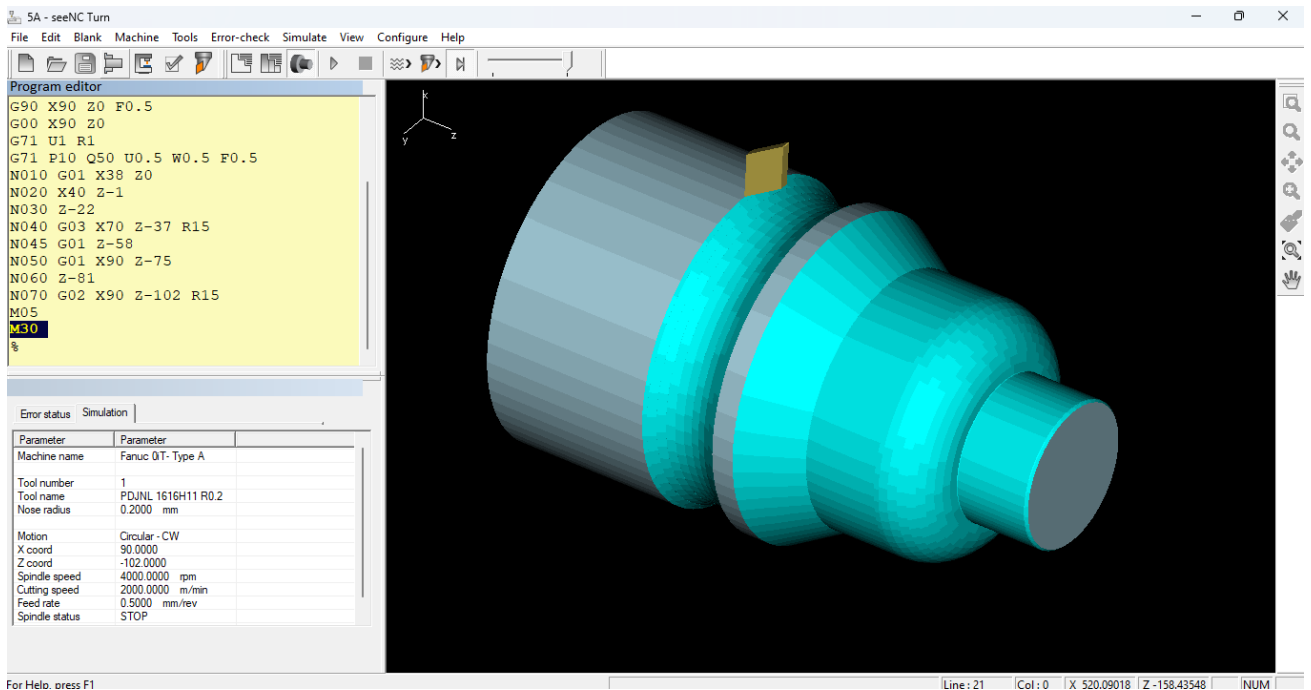 5A - seeNC Turn
File Edit Blank Machine Tools Error-check Simulate View Configure Help
Program editor
G90 X90 Z0 F0.5
G00 X90 Z0
G71 U1 R1
G71 P10 Q50 U0.5 W0.5 F0.5
N010 G01 X38 Z0
N020 X40 Z-1
N030 Z-22
N040 G03 X70 Z-37 R15
N045 G01 Z-58
N050 G01 X90 Z-75
N060 Z-81
N070 G02 X90 Z-102 R15
M05
M30
%
Error status Simulation
Parameter Parameter
Machine name Fanuc 0iT- Type A
Tool number 1
Tool name PDJNL 1616H11 R0.2
Nose radius 0.2000 mm
Motion Circular - CW
X coord 90.0000
Z coord -102.0000
Spindle speed 4000.0000 rpm
Cutting speed 2000.0000 m/min
Feed rate 0.5000 mm/rev
Spindle status STOP
x
y
z
For Help, press F1
Line : 21 Col : 0 X 520.09018 Z -158.43548 NUM